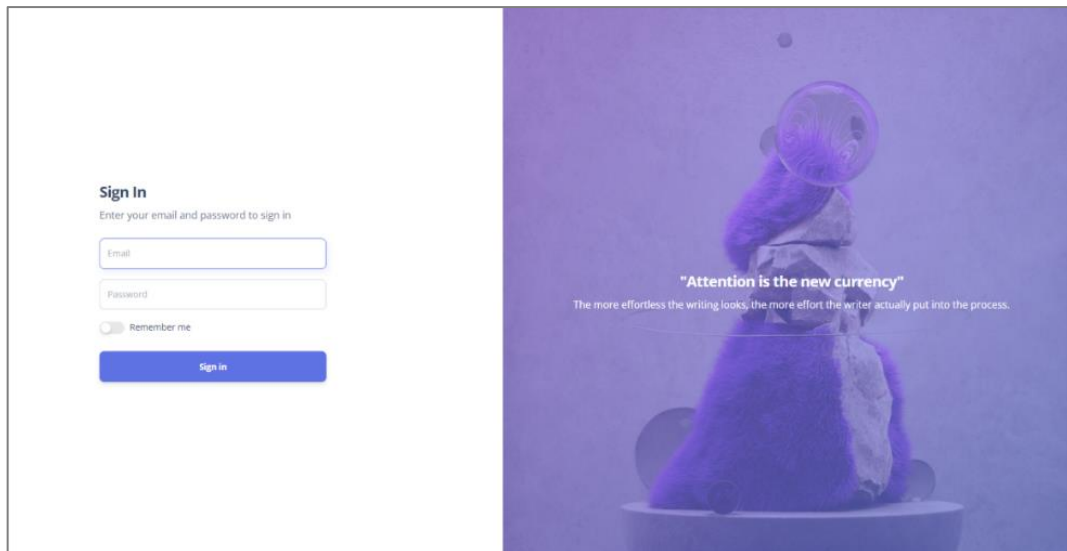 Sign In
Enter your email and password to sign in
Email
Password
Remember me
Sign in
"Attention is the new currency"
The more effortless the writing looks, the more effort the writer actually put into the process.